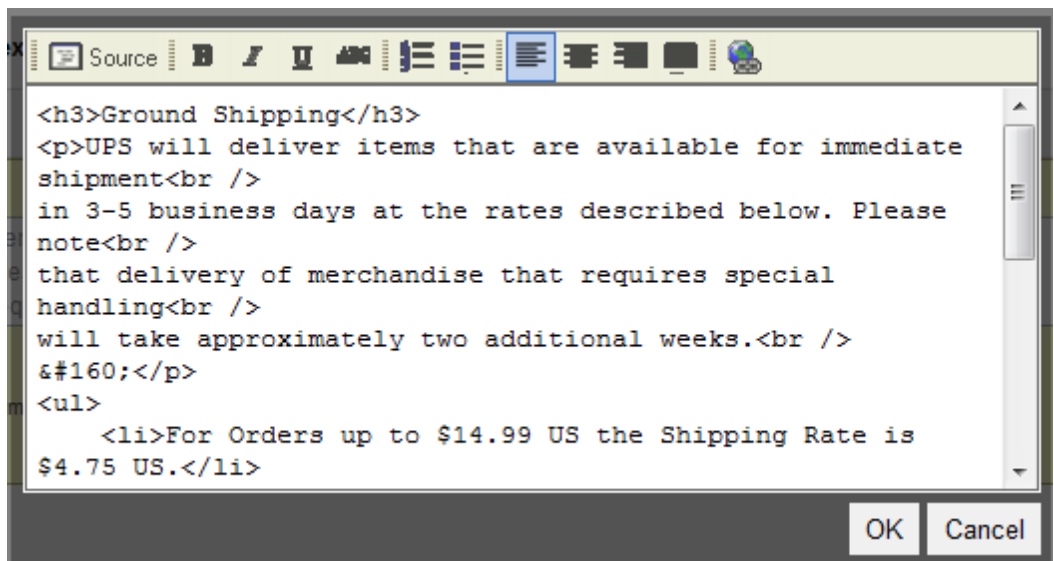 Source B I U ABC
<h3>Ground Shipping</h3>
<p>UPS will deliver items that are available for immediate
shipment<br />
in 3-5 business days at the rates described below. Please
note<br />
that delivery of merchandise that requires special
handling<br />
will take approximately two additional weeks.<br />
&#160;</p>
<ul>
    <li>For Orders up to $14.99 US the Shipping Rate is
$4.75 US.</li>
OK Cancel